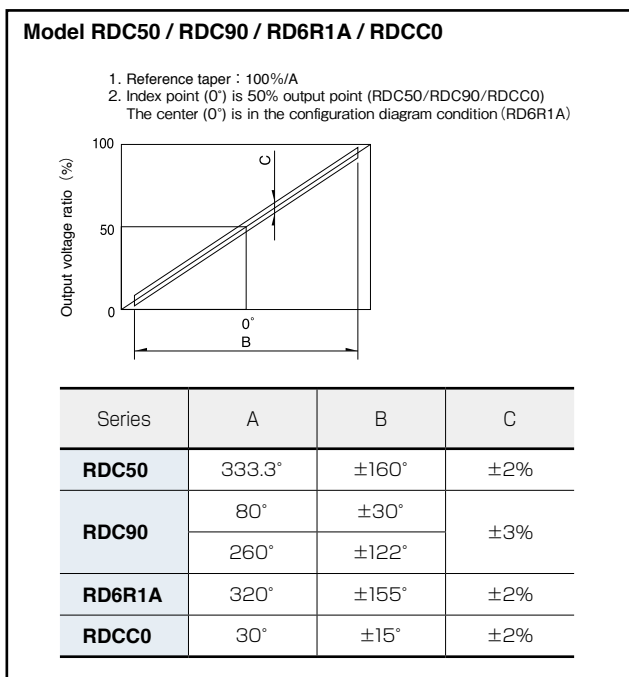 Model RDC50 / RDC90 / RD6R1A / RDCC0
1. Reference taper : 100%/A
2. Index point (0°) is 50% output point (RDC50/RDC90/RDCC0)
The center (0°) is in the configuration diagram condition (RD6R1A)
Output voltage ratio (%)
100
50
0
C
0°
B
Series A B C
RDC50 333.3° ±160° ±2%
RDC90 80° ±30° ±3%
260° ±122°
RD6R1A 320° ±155° ±2%
RDCC0 30° ±15° ±2%